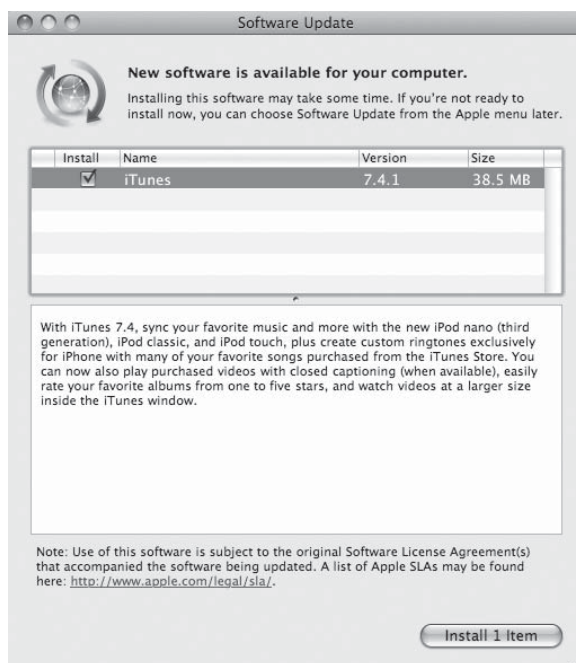 Software Update
New software is available for your computer.
Installing this software may take some time. If you're not ready to
install now, you can choose Software Update from the Apple menu later.
Install Name Version Size
iTunes 7.4.1 38.5 MB
With iTunes 7.4, sync your favorite music and more with the new iPod nano (third
generation), iPod classic, and iPod touch, plus create custom ringtones exclusively
for iPhone with many of your favorite songs purchased from the iTunes Store. You
can now also play purchased videos with closed captioning (when available), easily
rate your favorite albums from one to five stars, and watch videos at a larger size
inside the iTunes window.
Note: Use of this software is subject to the original Software License Agreement(s)
that accompanied the software being updated. A list of Apple SLAs may be found
here: http://www.apple.com/legal/sla/.
Install 1 Item